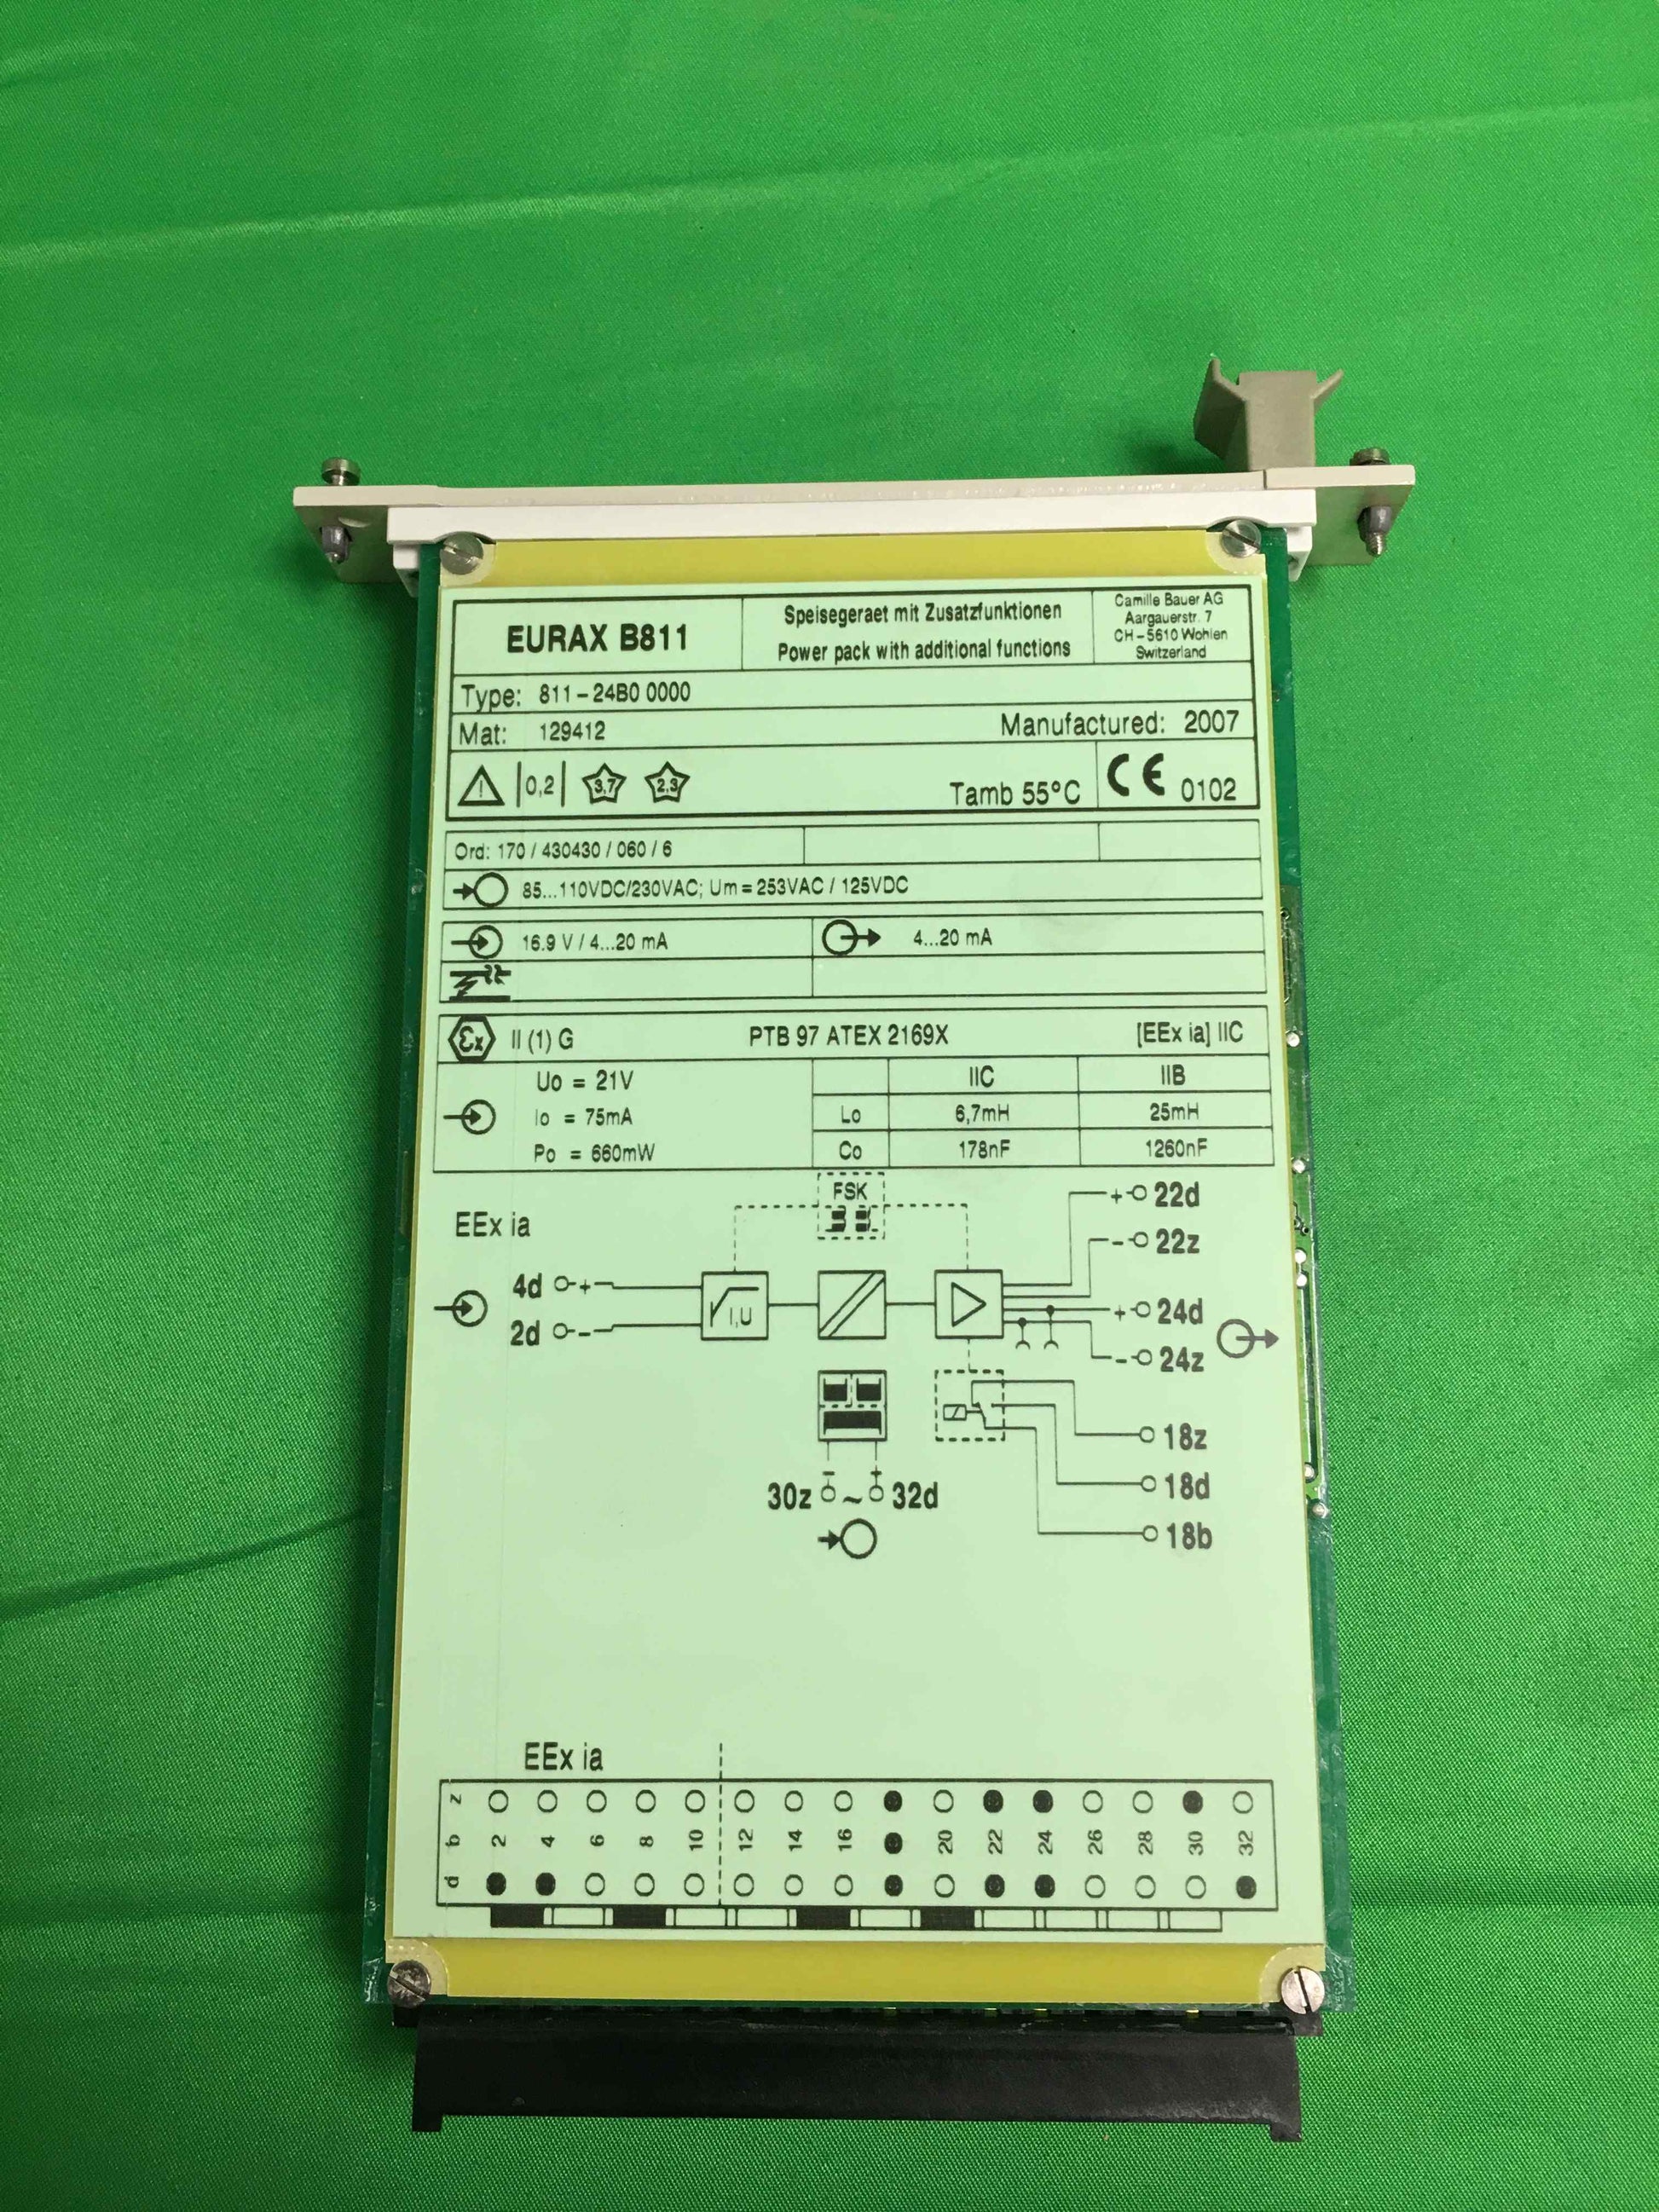 EURAX B811
Speisegeraet mit Zusatzfunktionen
Power pack with additional functions
Camille Bauer AG
Aargauerstr. 7
CH-5610 Wohlen
Switzerland
Type: 811-24B0 0000
Mat: 129412
Manufactured: 2007
0,2
3,7
2,3
Tamb 55°C
CE 0102
Ord: 170 / 430430 / 060 / 6
85...110VDC/230VAC; Um = 253VAC / 125VDC
16.9 V / 4...20 mA
4...20 mA
Ex II (1) G
PTB 97 ATEX 2169X
[EEx ia] IIC
Uo = 21V
Io = 75mA
Po = 660mW
IIC IIB
Lo 6,7mH 25mH
Co 178nF 1260nF
FSK
EEx ia
4d +
2d -
I,U
+ 22d
- 22z
+ 24d
- 24z
18z
18d
18b
- +
30z ~ 32d
EEx ia
z
b 2 4 6 8 10 12 14 16 20 22 24 26 28 30 32
d